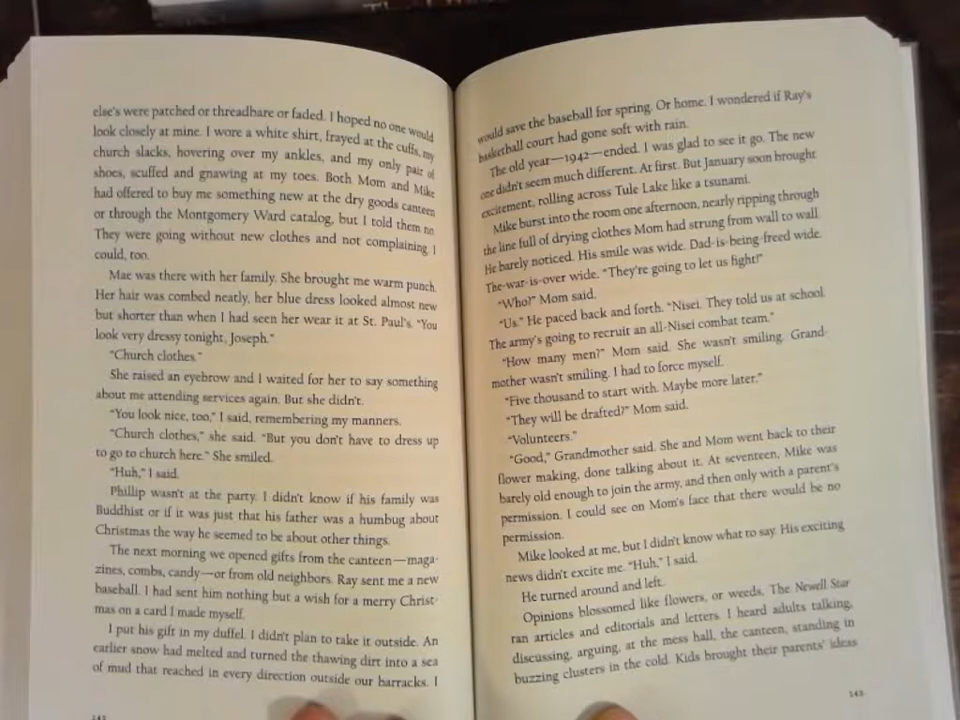 else's were patched or threadbare or faded. I hoped no one would
look closely at mine. I wore a white shirt, frayed at the cuffs, my
church slacks, hovering over my ankles, and my only pair of
shoes, scuffed and gnawing at my toes. Both Mom and Mike
had offered to buy me something new at the dry goods canteen
or through the Montgomery Ward catalog, but I told them no.
They were going without new clothes and not complaining. I
could, too.
Mae was there with her family. She brought me warm punch.
Her hair was combed neatly, her blue dress looked almost new
but shorter than when I had seen her wear it at St. Paul's. "You
look very dressy tonight, Joseph."
"Church clothes."
She raised an eyebrow and I waited for her to say something
about me attending services again. But she didn't.
"You look nice, too," I said, remembering my manners.
"Church clothes," she said. "But you don't have to dress up
to go to church here." She smiled.
"Huh," I said.
Phillip wasn't at the party. I didn't know if his family was
Buddhist or if it was just that his father was a humbug about
Christmas the way he seemed to be about other things.
The next morning we opened gifts from the canteen—maga-
zines, combs, candy—or from old neighbors. Ray sent me a new
baseball. I had sent him nothing but a wish for a merry Christ-
mas on a card I made myself.
I put his gift in my duffel. I didn't plan to take it outside. An
earlier snow had melted and turned the thawing dirt into a sea
of mud that reached in every direction outside our barracks. I
would save the baseball for spring. Or home. I wondered if Ray's
basketball court had gone soft with rain.
The old year—1942—ended. I was glad to see it go. The new
one didn't seem much different. At first. But January soon brought
excitement, rolling across Tule Lake like a tsunami.
Mike burst into the room one afternoon, nearly ripping through
the line full of drying clothes Mom had strung from wall to wall.
He barely noticed. His smile was wide. Dad-is-being-freed wide.
The-war-is-over wide. "They're going to let us fight!"
"Who?" Mom said.
"Us." He paced back and forth. "Nisei. They told us at school.
The army's going to recruit an all-Nisei combat team."
"How many men?" Mom said. She wasn't smiling. Grand-
mother wasn't smiling. I had to force myself.
"Five thousand to start with. Maybe more later."
"They will be drafted?" Mom said.
"Volunteers."
"Good," Grandmother said. She and Mom went back to their
flower making, done talking about it. At seventeen, Mike was
barely old enough to join the army, and then only with a parent's
permission. I could see on Mom's face that there would be no
permission.
Mike looked at me, but I didn't know what to say. His exciting
news didn't excite me. "Huh," I said.
He turned around and left.
Opinions blossomed like flowers, or weeds. The Newell Star
ran articles and editorials and letters. I heard adults talking,
discussing, arguing, at the mess hall, the canteen, standing in
buzzing clusters in the cold. Kids brought their parents' ideas
143